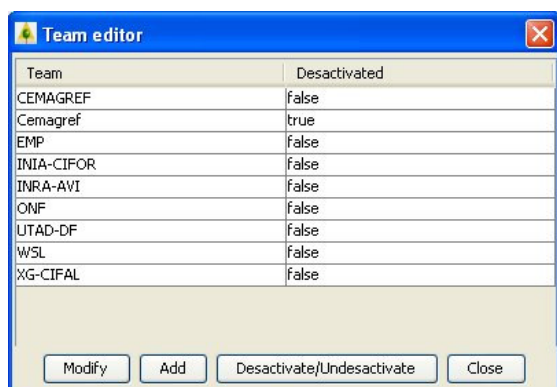 Team editor
Team Desactivated
CEMAGREF false
Cemagref true
EMP false
INIA-CIFOR false
INRA-AVI false
ONF false
UTAD-DF false
WSL false
XG-CIFAL false
Modify Add Desactivate/Undesactivate Close